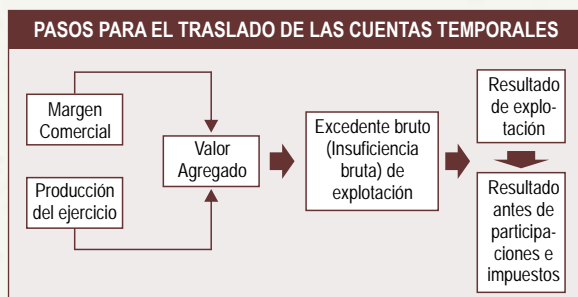 PASOS PARA EL TRASLADO DE LAS CUENTAS TEMPORALES
Margen
Comercial
Producción
del ejercicio
Valor
Agregado
Excedente bruto
(Insuficiencia
bruta) de
explotación
Resultado
de explo-
tación
Resultado
antes de
participa-
ciones e
impuestos